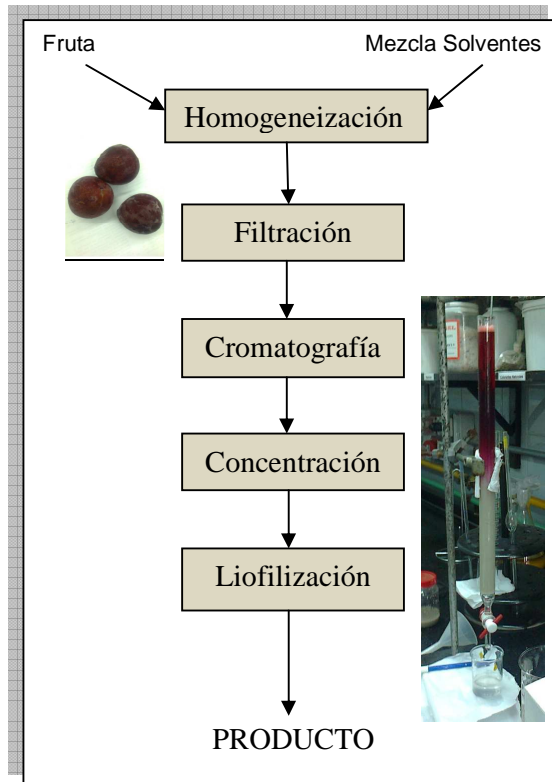 Fruta
Mezcla Solventes
Homogeneización
Filtración
Cromatografía
Concentración
Liofilización
PRODUCTO